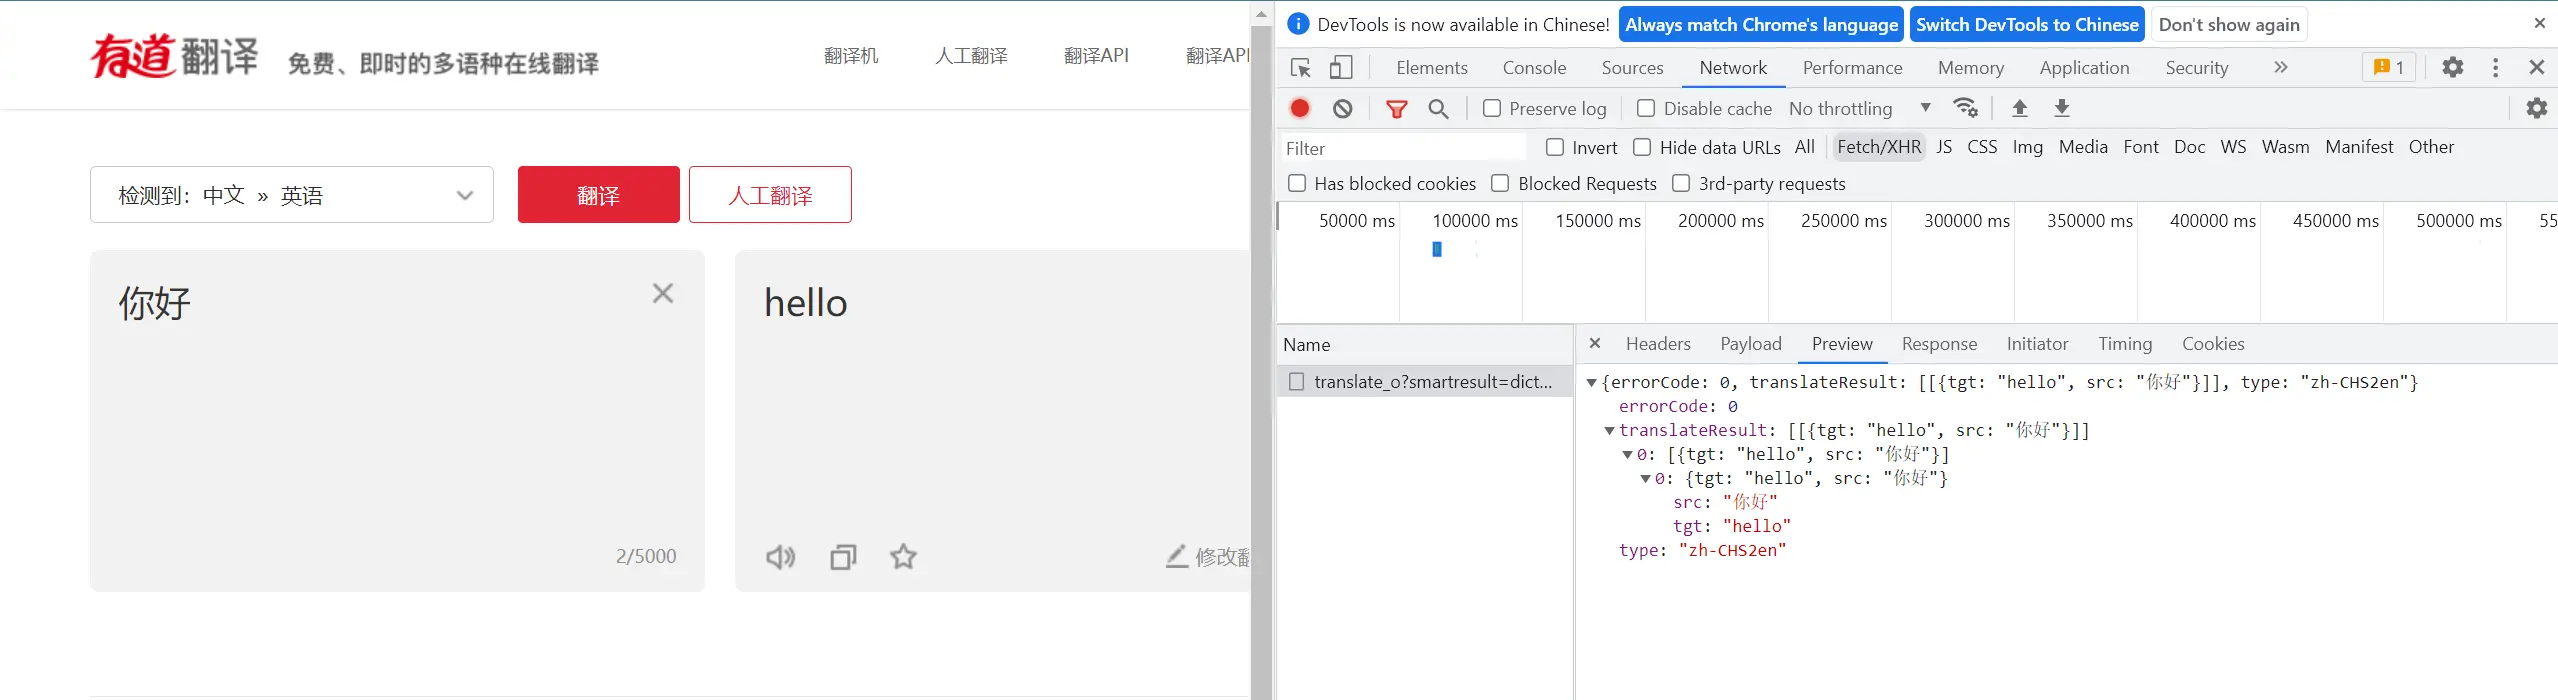 有道翻译 免费、即时的多语种在线翻译 翻译机 人工翻译 翻译API
检测到：中文 » 英语 翻译 人工翻译
你好 hello
2/5000
DevTools is now available in Chinese! Always match Chrome's language Switch DevTools to Chinese Don't show again
Elements Console Sources Network Performance Memory Application Security » 1
Preserve log Disable cache No throttling
Filter Invert Hide data URLs All Fetch/XHR JS CSS Img Media Font Doc WS Wasm Manifest Other
Has blocked cookies Blocked Requests 3rd-party requests
50000 ms 100000 ms 150000 ms 200000 ms 250000 ms 300000 ms 350000 ms 400000 ms 450000 ms 500000 ms 55
Name Headers Payload Preview Response Initiator Timing Cookies
translate_o?smartresult=dict...
{errorCode: 0, translateResult: [[{tgt: "hello", src: "你好"}]], type: "zh-CHS2en"}
errorCode: 0
translateResult: [[{tgt: "hello", src: "你好"}]]
0: [{tgt: "hello", src: "你好"}]
0: {tgt: "hello", src: "你好"}
src: "你好"
tgt: "hello"
type: "zh-CHS2en"